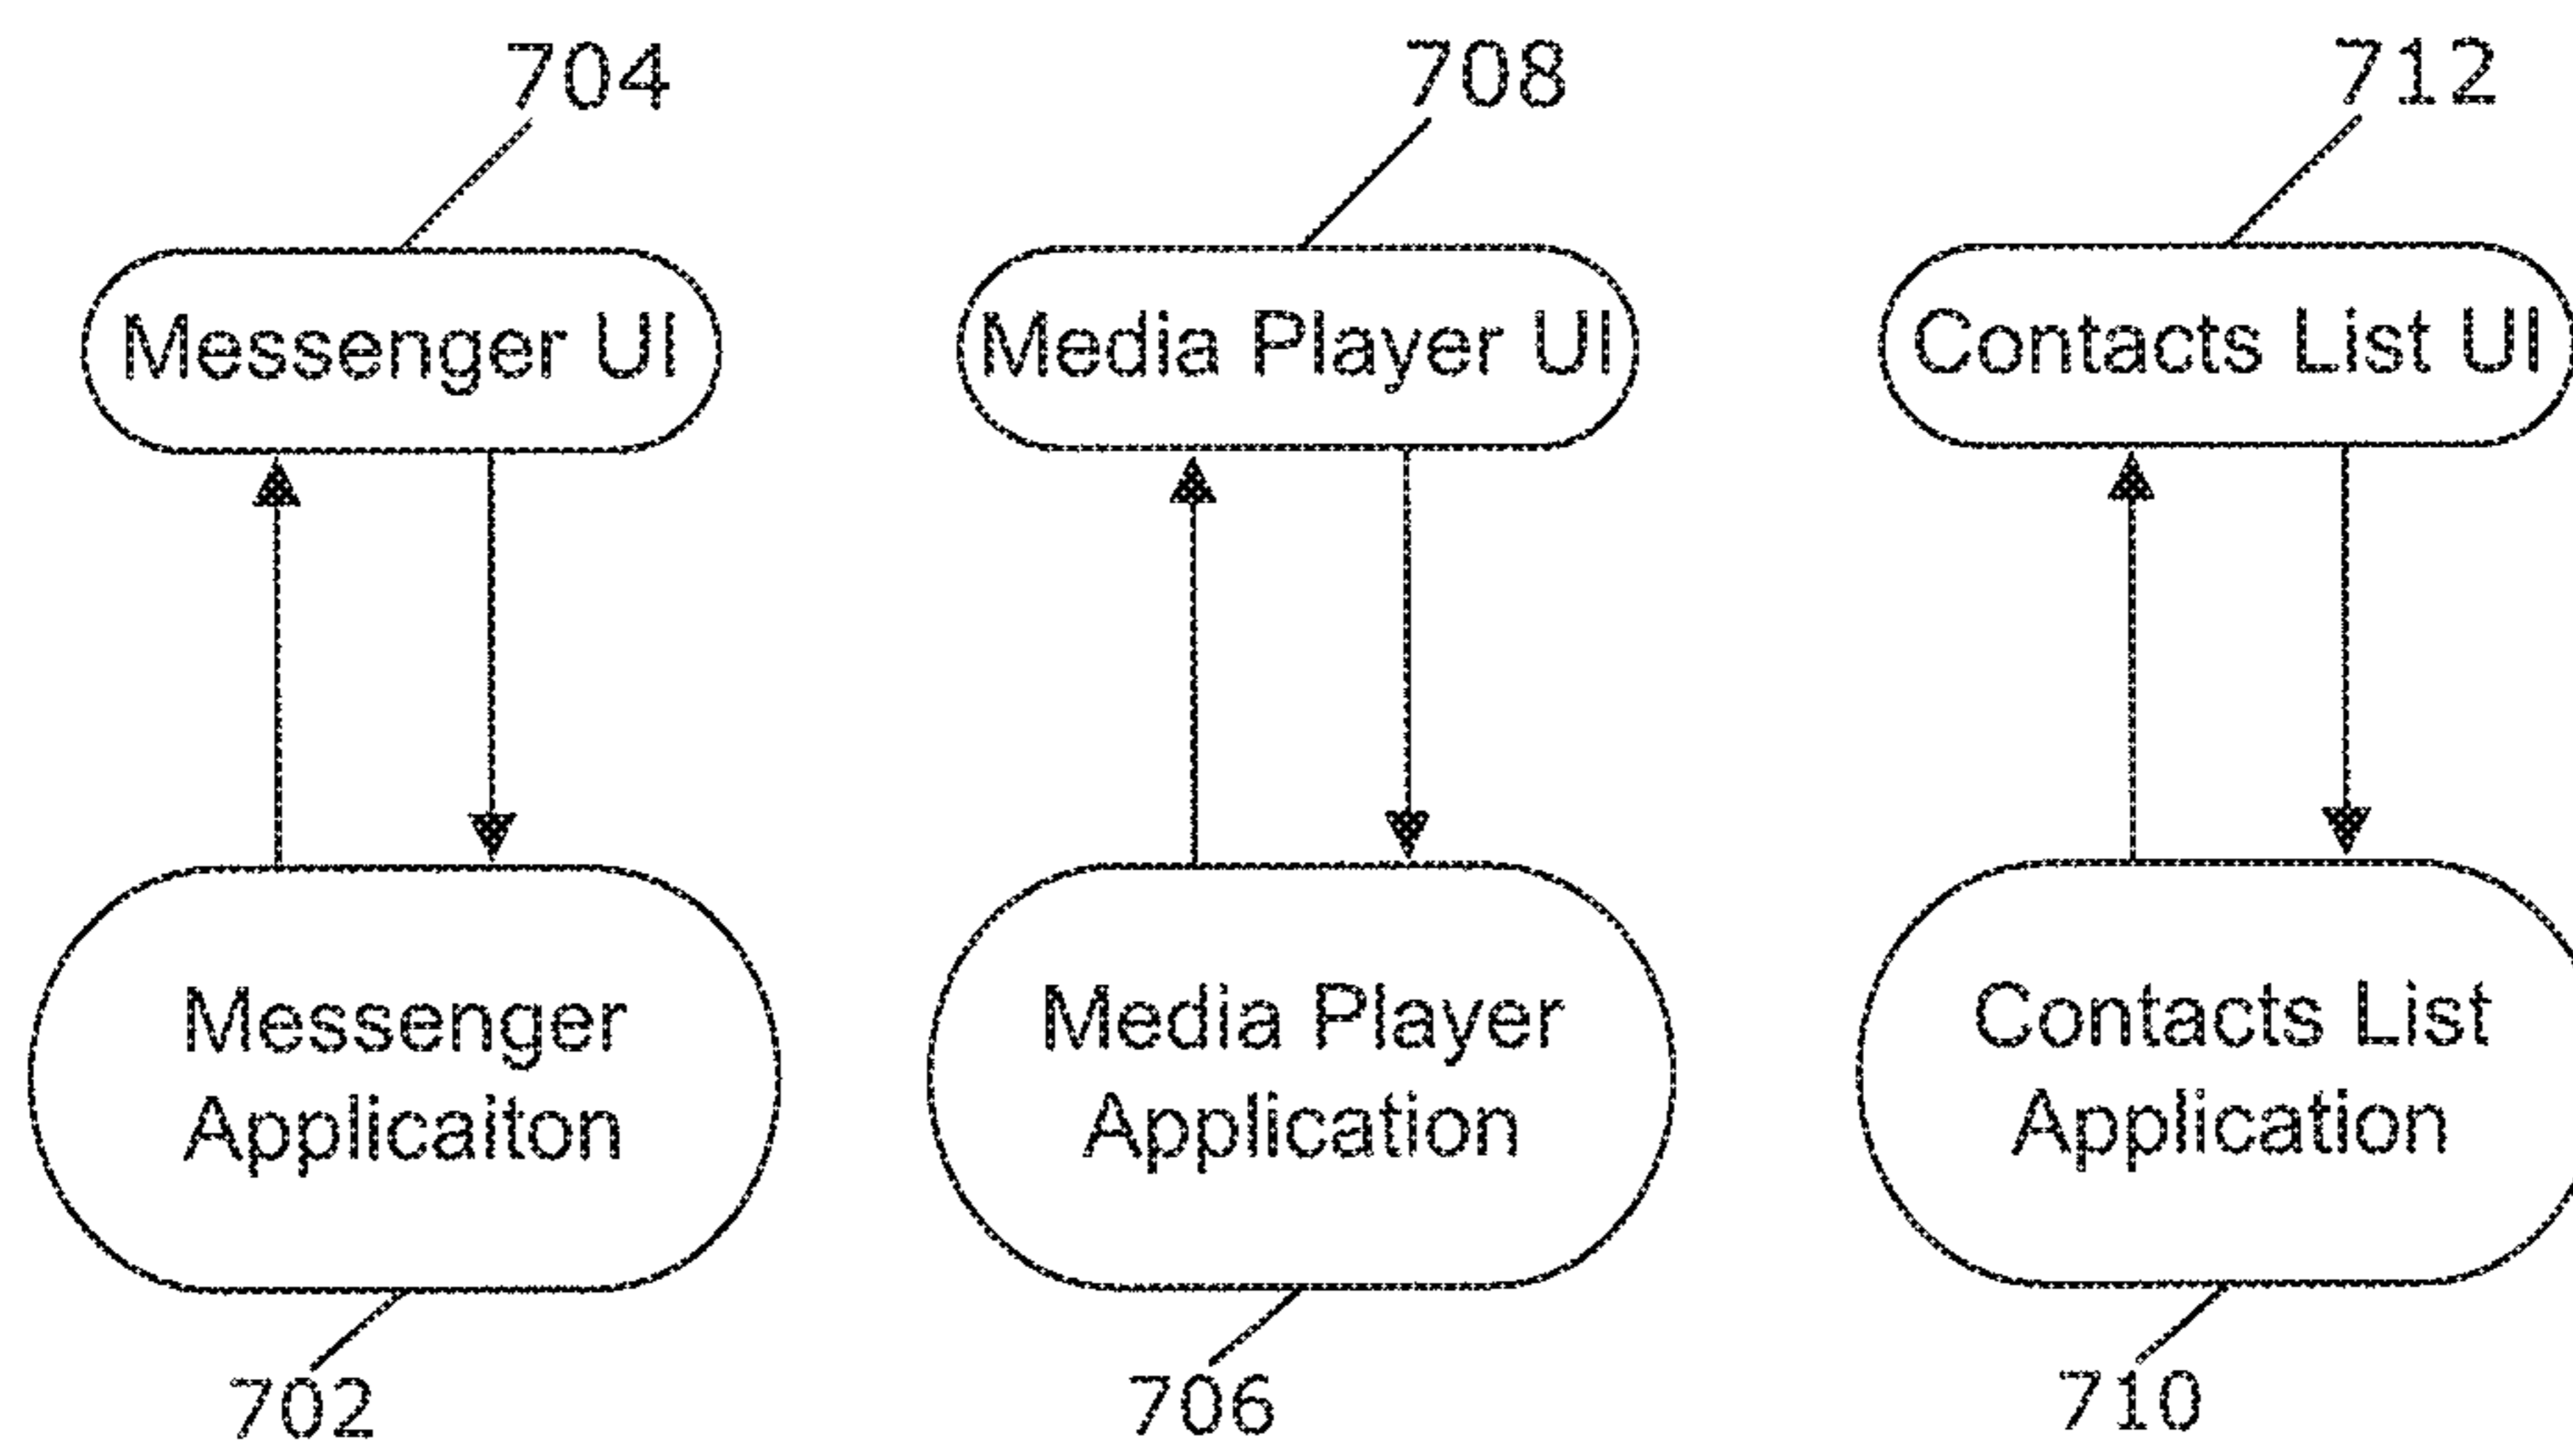 704
708
712
Messenger UI
Media Player UI
Contacts List UI
Messenger
Applicaiton
Media Player
Application
Contacts List
Application
702
706
710